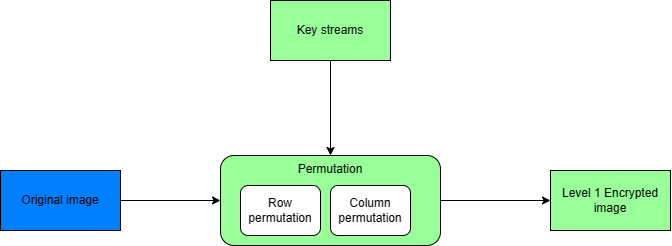 Key streams
Permutation
Original image
Row
permutation
Column
permutation
Level 1 Encrypted
image